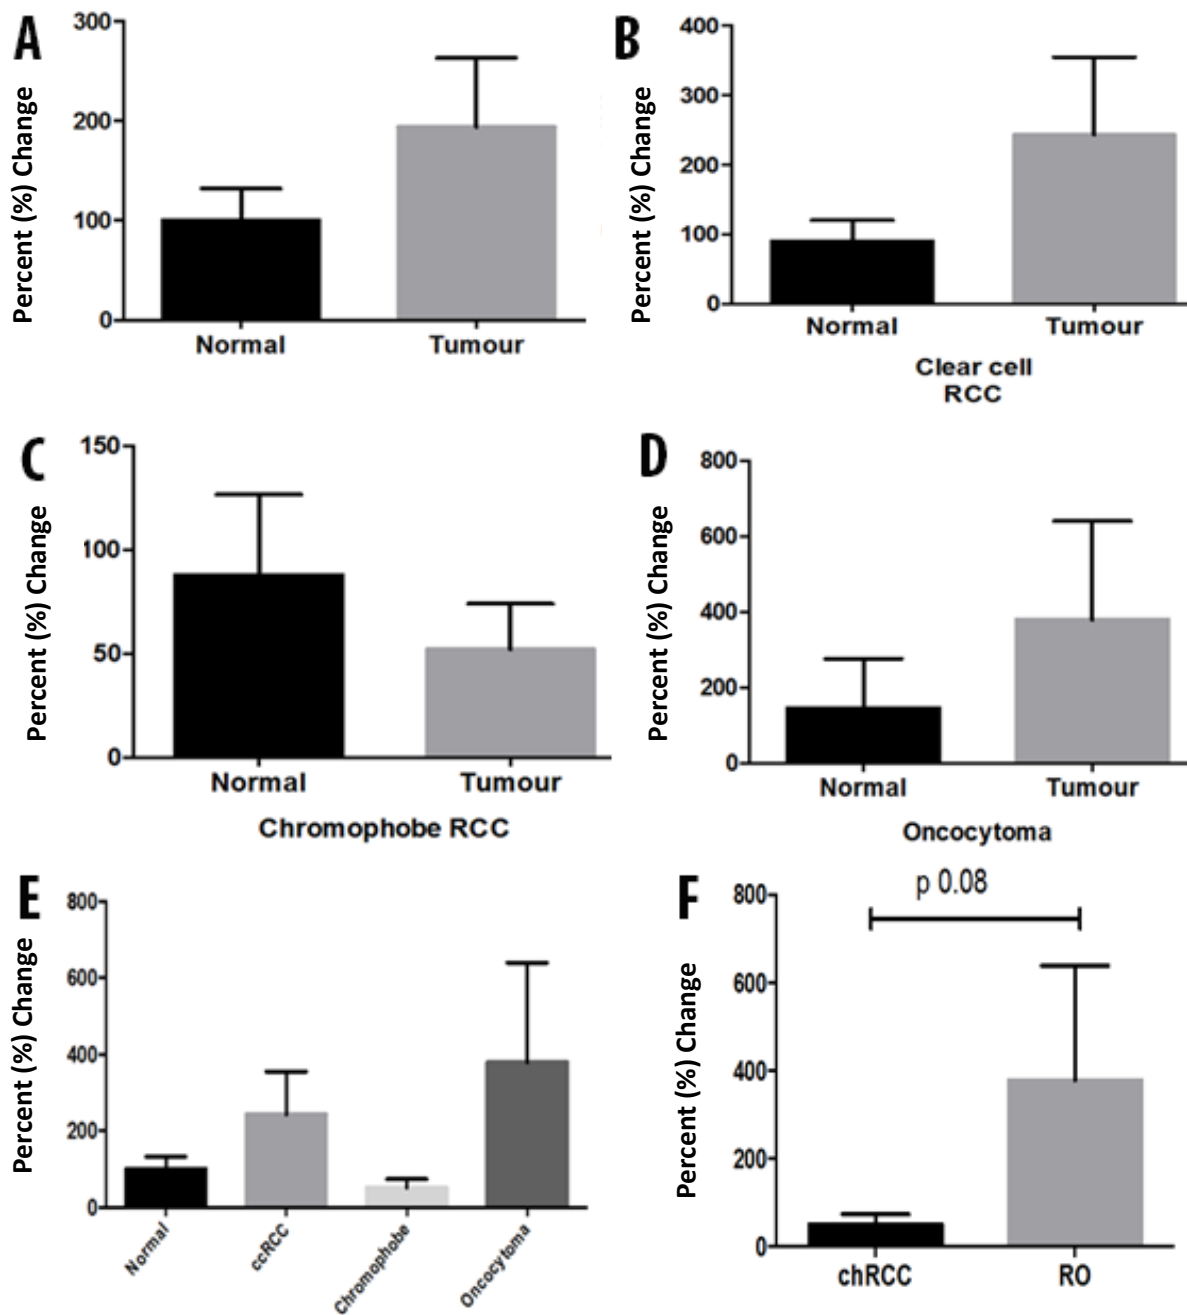 A
Percent (%) Change
300
200
100
0
Normal
Tumour
B
Percent (%) Change
400
300
200
100
0
Normal
Tumour
Clear cell
RCC
C
Percent (%) Change
150
100
50
0
Normal
Tumour
Chromophobe RCC
D
Percent (%) Change
800
600
400
200
0
Normal
Tumour
Oncocytoma
E
Percent (%) Change
800
600
400
200
0
Normal
ccRCC
Chromophobe
Oncocytoma
F
Percent (%) Change
800
600
400
200
0
p 0.08
chRCC
RO